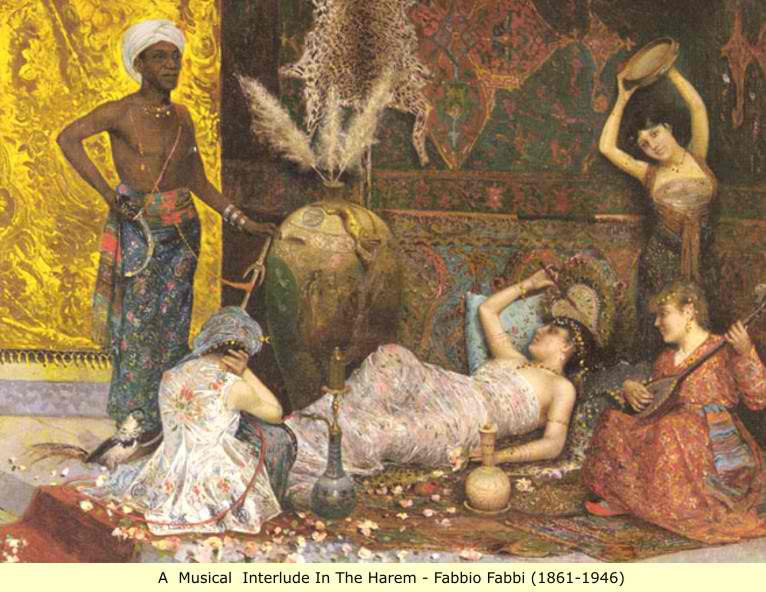 A Musical Interlude In The Harem - Fabbio Fabbi (1861-1946)